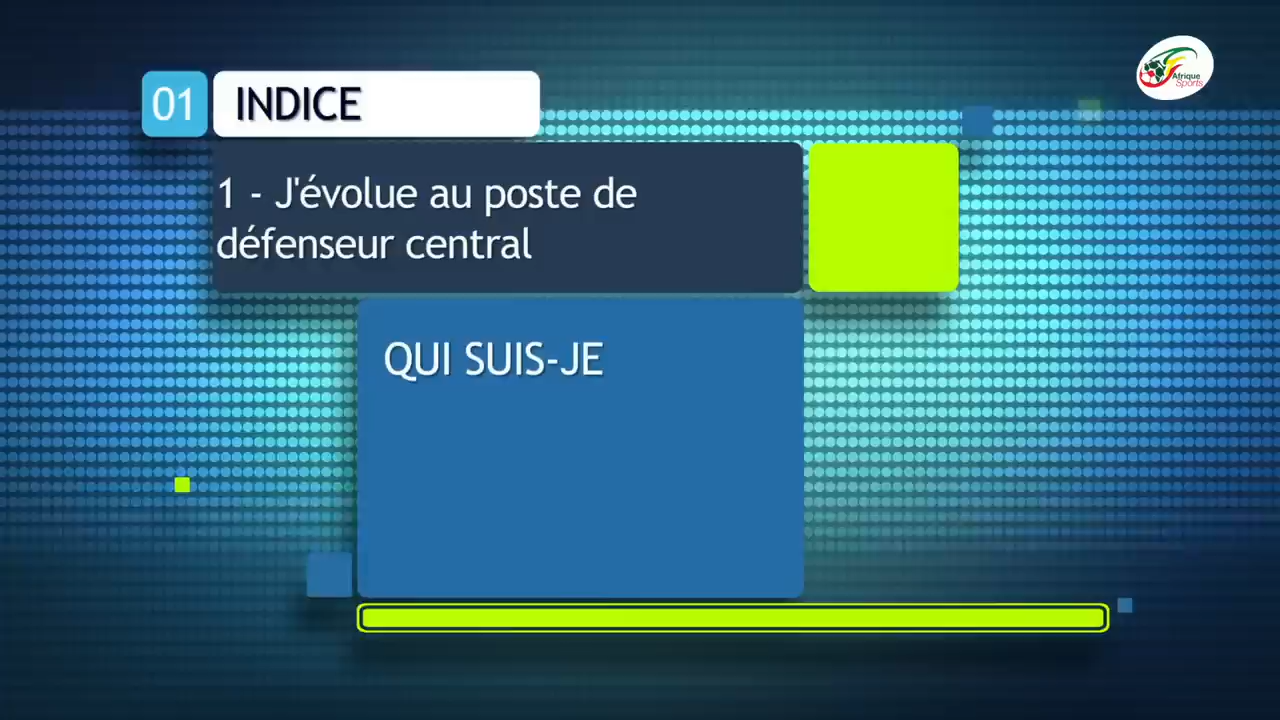 Afrique
Sports
01 INDICE
1 - J'évolue au poste de
défenseur central
QUI SUIS-JE